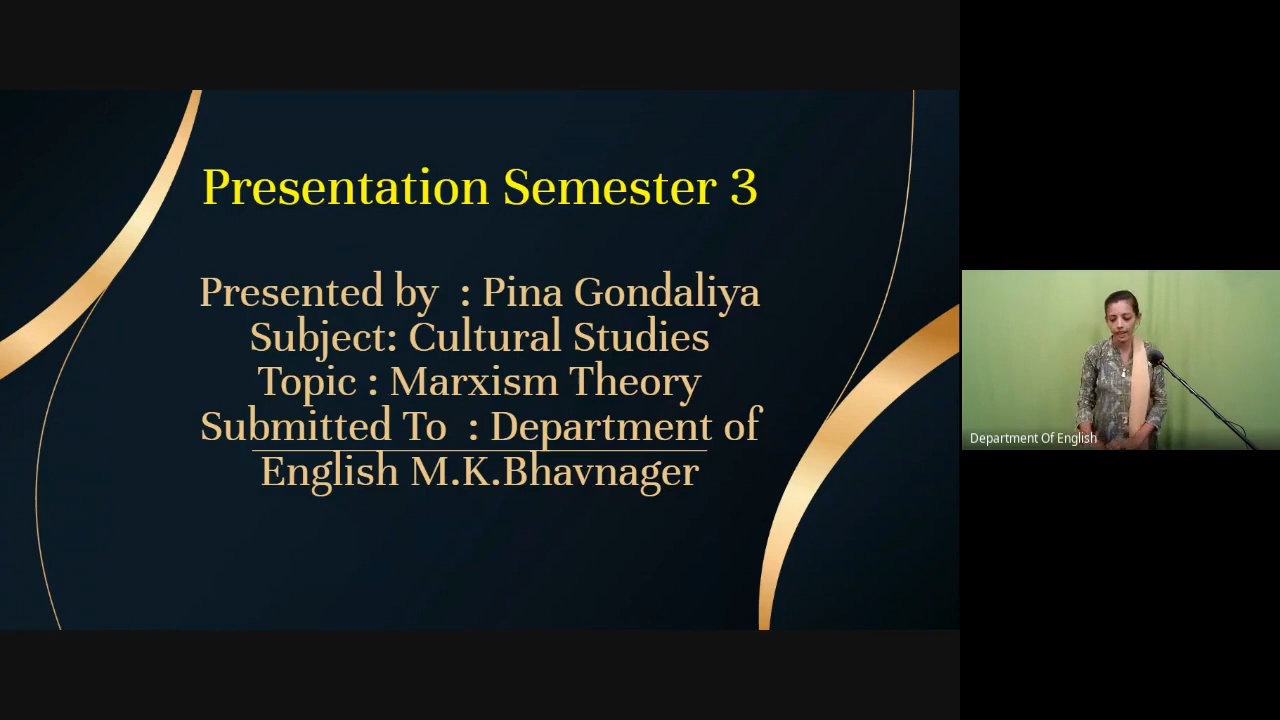 Presentation Semester 3
Presented by : Pina Gondaliya
Subject: Cultural Studies
Topic : Marxism Theory
Submitted To : Department of
English M.K.Bhavnager
Department Of English